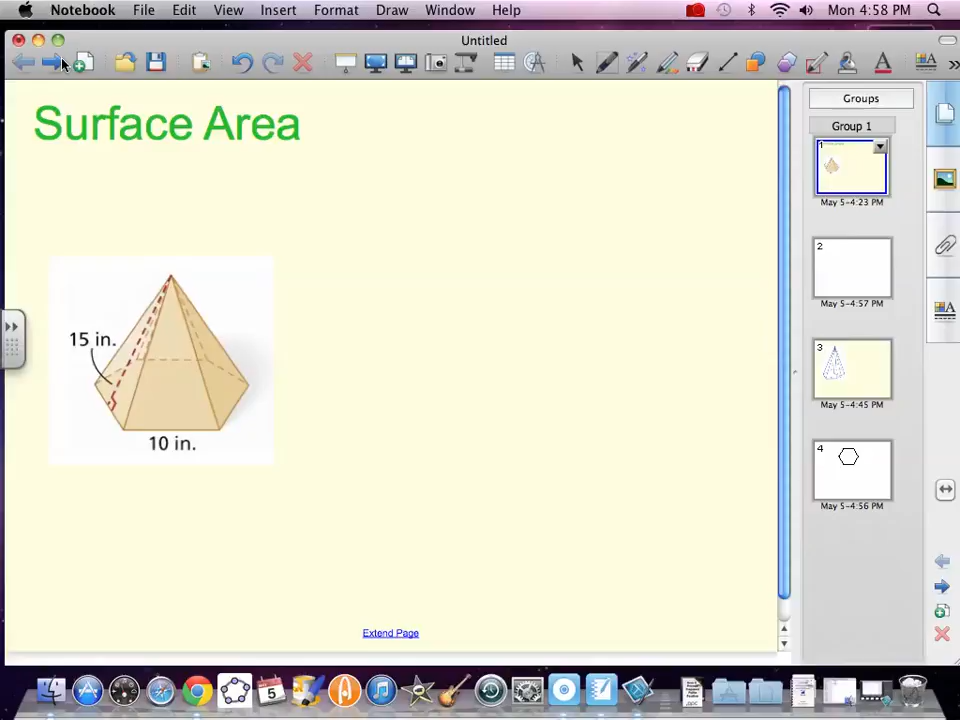 Notebook File Edit View Insert Format Draw Window Help Mon 4:58 PM
Untitled
Surface Area
15 in.
10 in.
Extend Page
Groups
Group 1
1
May 5-4:23 PM
2
May 5-4:57 PM
3
May 5-4:45 PM
4
May 5-4:56 PM
5